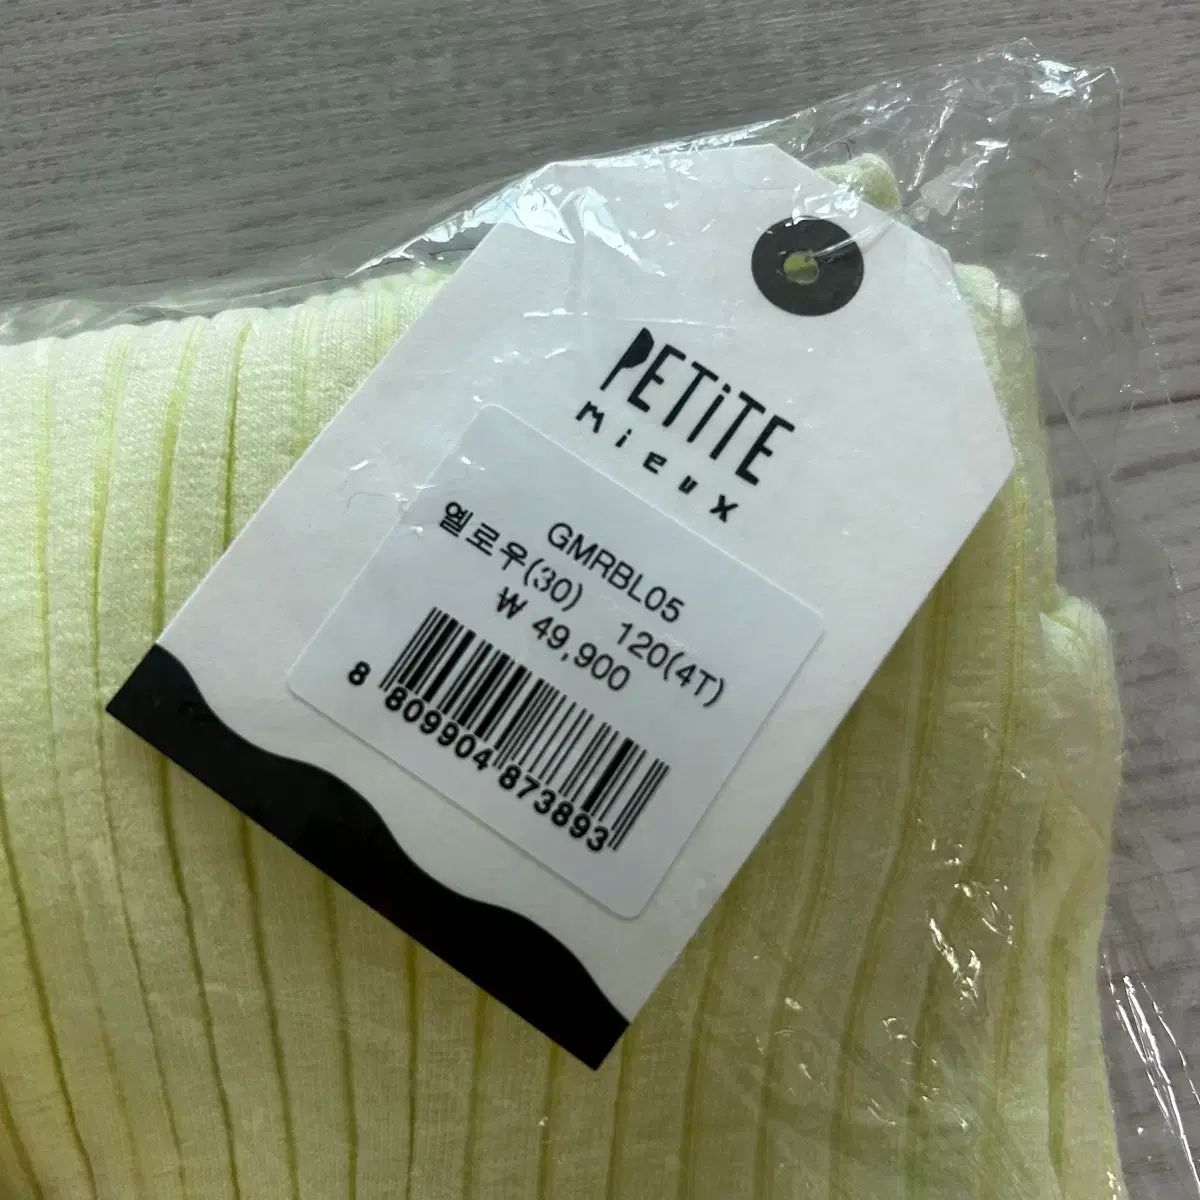 PETiTE
mieux
GMRBL05
옐로우(30) 120(4T)
₩ 49,900
8 809904 873893